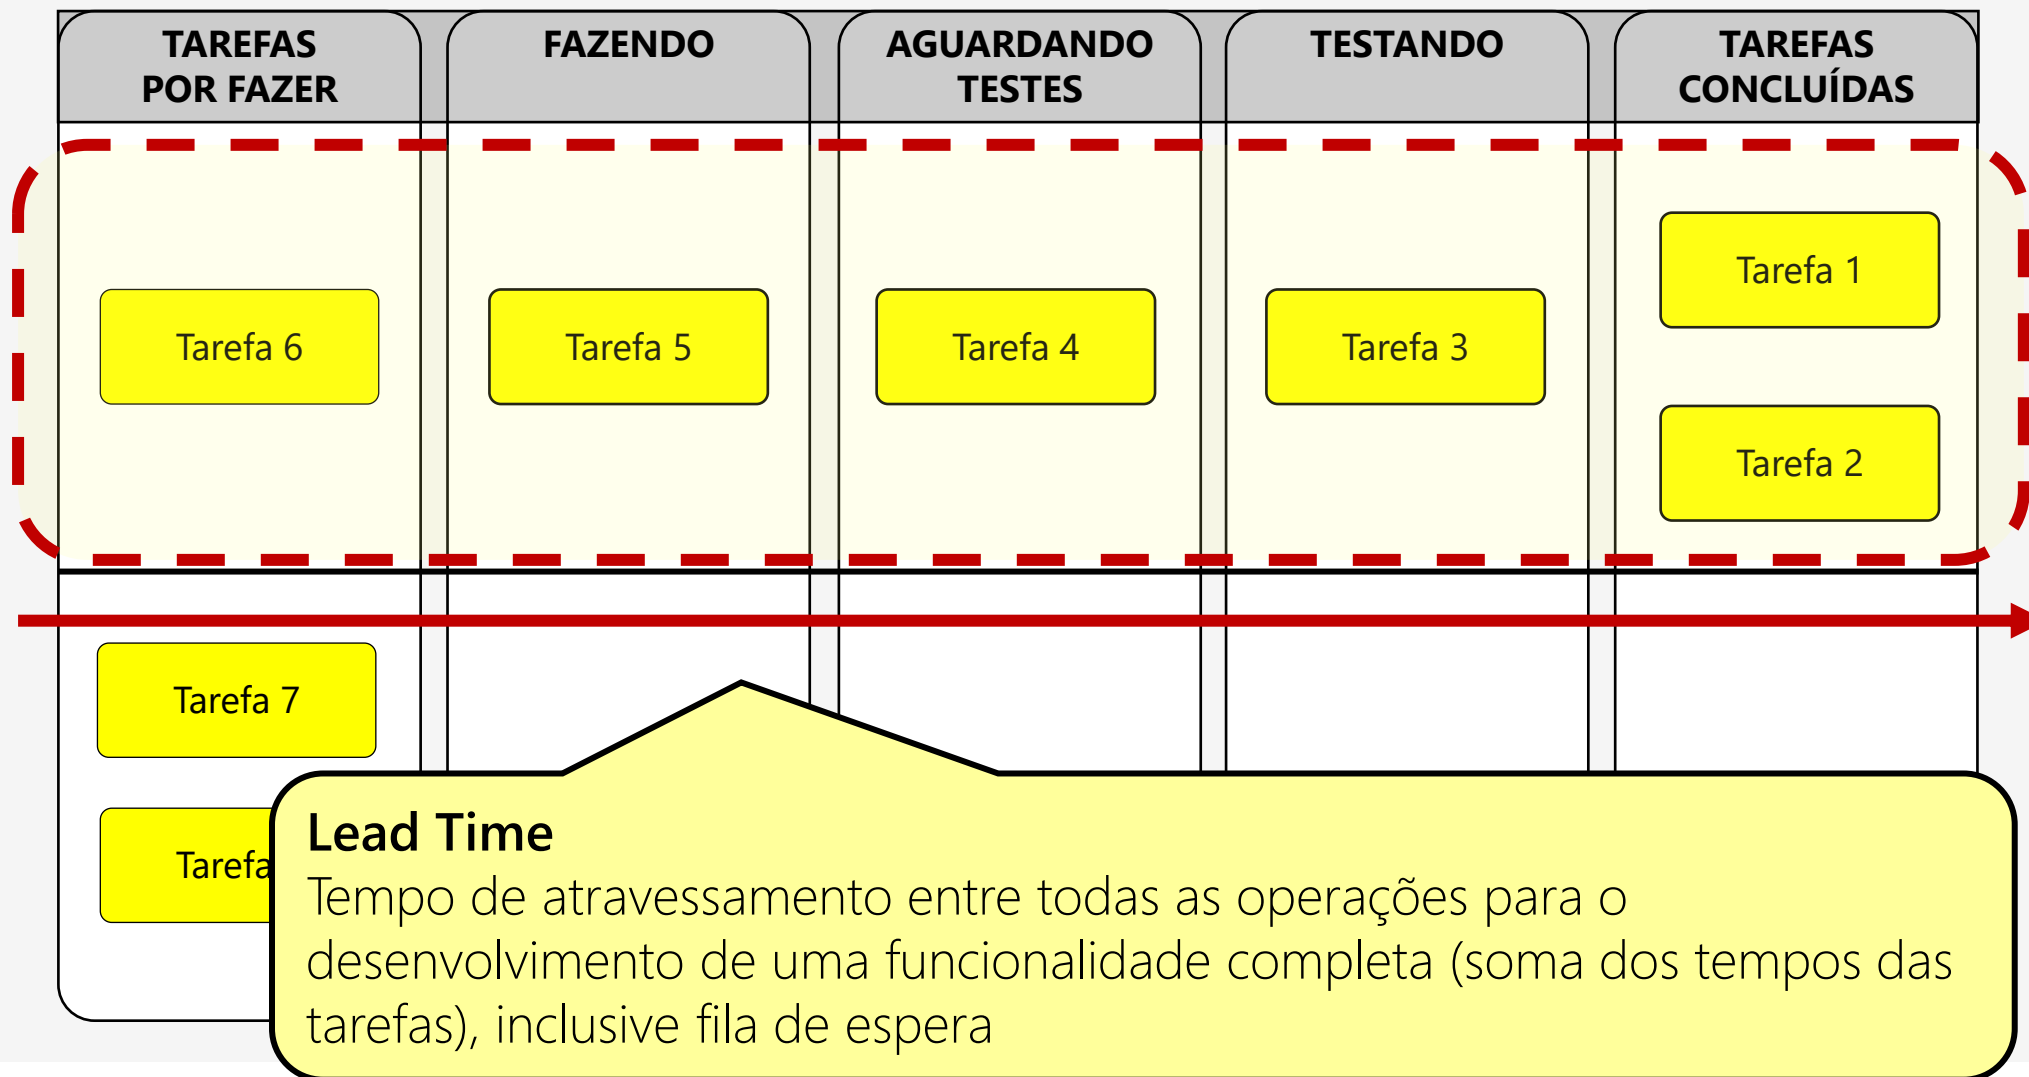 TAREFAS
POR FAZER
FAZENDO
AGUARDANDO
TESTES
TESTANDO
TAREFAS
CONCLUÍDAS
Tarefa 6
Tarefa 5
Tarefa 4
Tarefa 3
Tarefa 1
Tarefa 2
Tarefa 7
Tarefa
Lead Time
Tempo de atravessamento entre todas as operações para o
desenvolvimento de uma funcionalidade completa (soma dos tempos das
tarefas), inclusive fila de espera